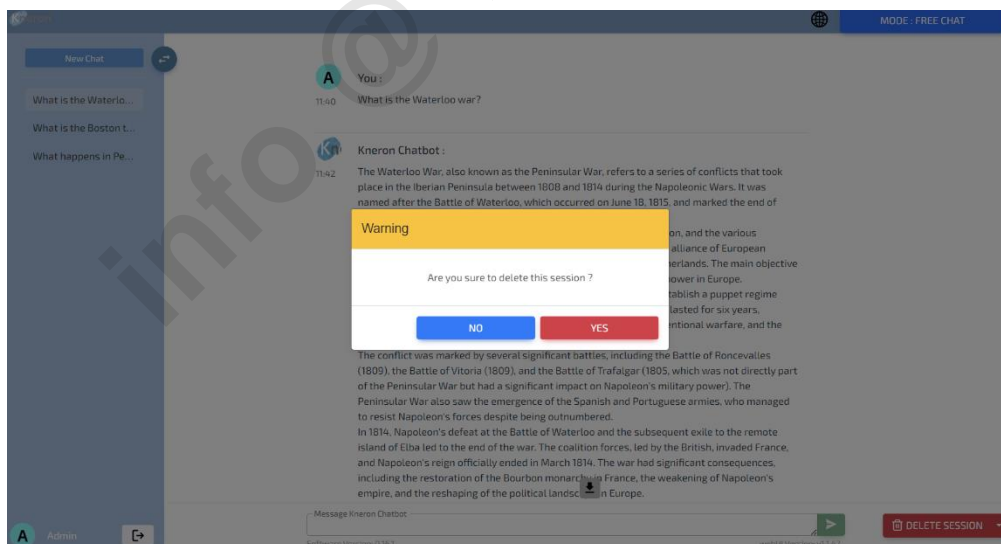 MODE : FREE CHAT
New Chat
What is the Waterlo...
What is the Boston t...
What happens in Pe...
A
You :
11:40
What is the Waterloo war?
Kn
Kneron Chatbot :
11:42
The Waterloo War, also known as the Peninsular War, refers to a series of conflicts that took
place in the Iberian Peninsula between 1808 and 1814 during the Napoleonic Wars. It was
named after the Battle of Waterloo, which occurred on June 18, 1815, and marked the end of
on, and the various
alliance of European
erlands. The main objective
power in Europe.
tablish a puppet regime
lasted for six years,
entional warfare, and the
Warning
Are you sure to delete this session ?
NO
YES
The conflict was marked by several significant battles, including the Battle of Roncevalles
(1809), the Battle of Vitoria (1809), and the Battle of Trafalgar (1805, which was not directly part
of the Peninsular War but had a significant impact on Napoleon's military power). The
Peninsular War also saw the emergence of the Spanish and Portuguese armies, who managed
to resist Napoleon's forces despite being outnumbered.
In 1814, Napoleon's defeat at the Battle of Waterloo and the subsequent exile to the remote
island of Elba led to the end of the war. The coalition forces, led by the British, invaded France,
and Napoleon's reign officially ended in March 1814. The war had significant consequences,
including the restoration of the Bourbon monarchy in France, the weakening of Napoleon's
empire, and the reshaping of the political landsc n Europe.
Message Kneron Chatbot
DELETE SESSION
A
Admin
info @